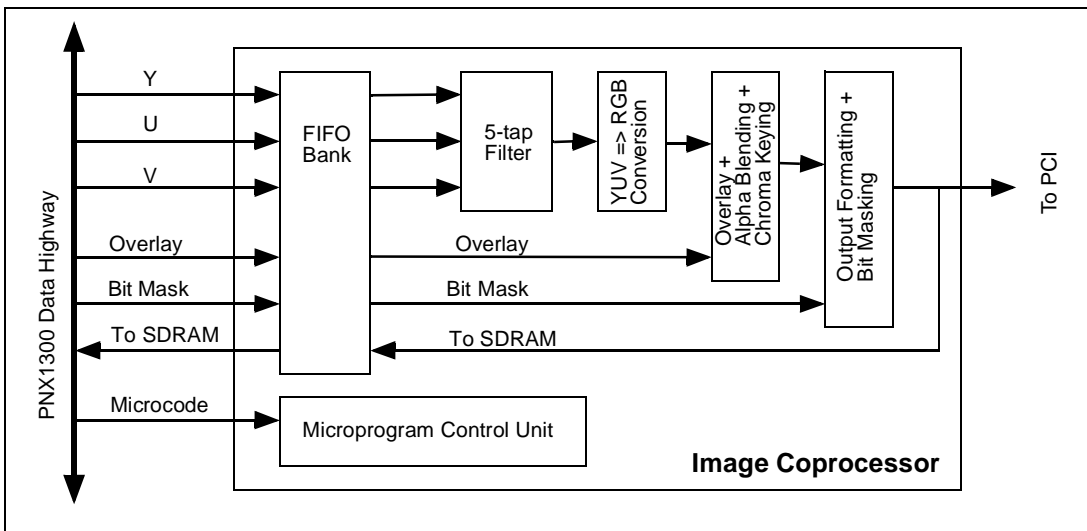 PNX1300 Data Highway
Y
U
V
Overlay
Bit Mask
To SDRAM
Microcode
FIFO
Bank
5-tap
Filter
YUV => RGB
Conversion
Overlay +
Alpha Blending +
Chroma Keying
Output Formatting +
Bit Masking
To PCI
Overlay
Bit Mask
To SDRAM
Microprogram Control Unit
Image Coprocessor